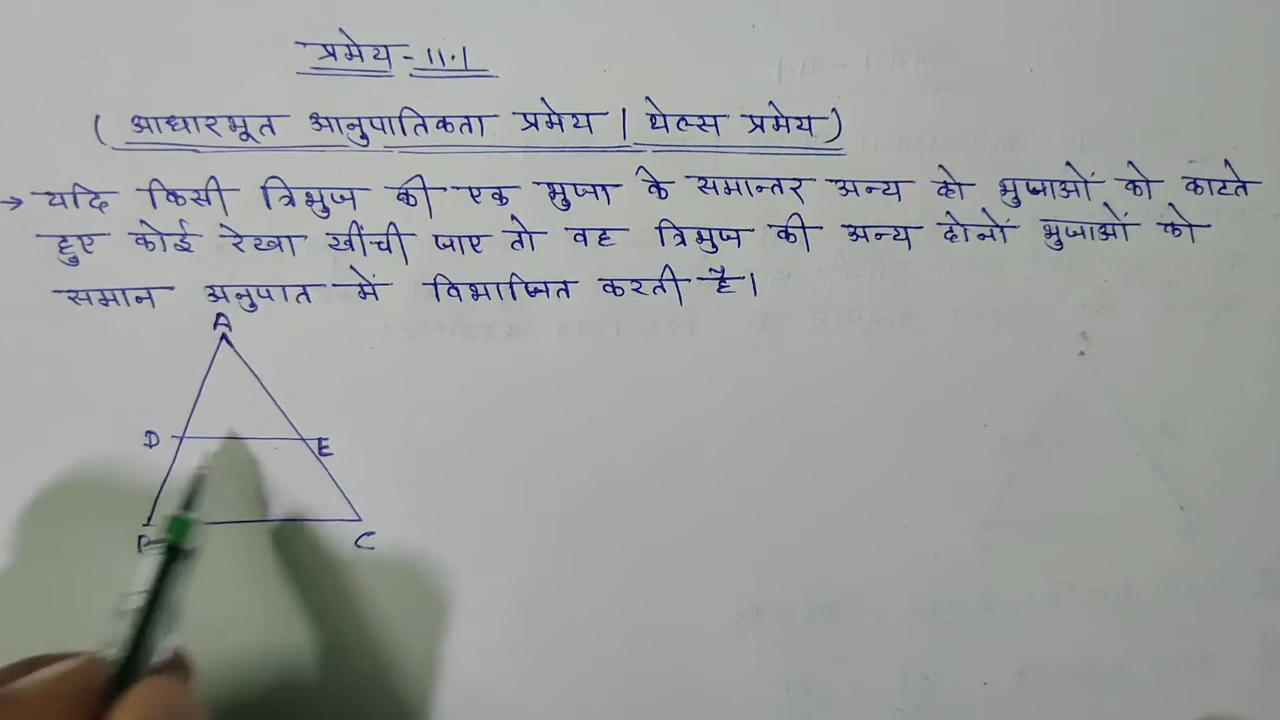 प्रमेय - 11.1
( आधारभूत आनुपातिकता प्रमेय | थेल्स प्रमेय )
→ यदि किसी त्रिभुज की एक भुजा के समान्तर अन्य दो भुजाओं को काटते
हुए कोई रेखा खींची जाए तो वह त्रिभुज की अन्य दोनों भुजाओं को
समान अनुपात में विभाजित करती है।
A
D E
B C